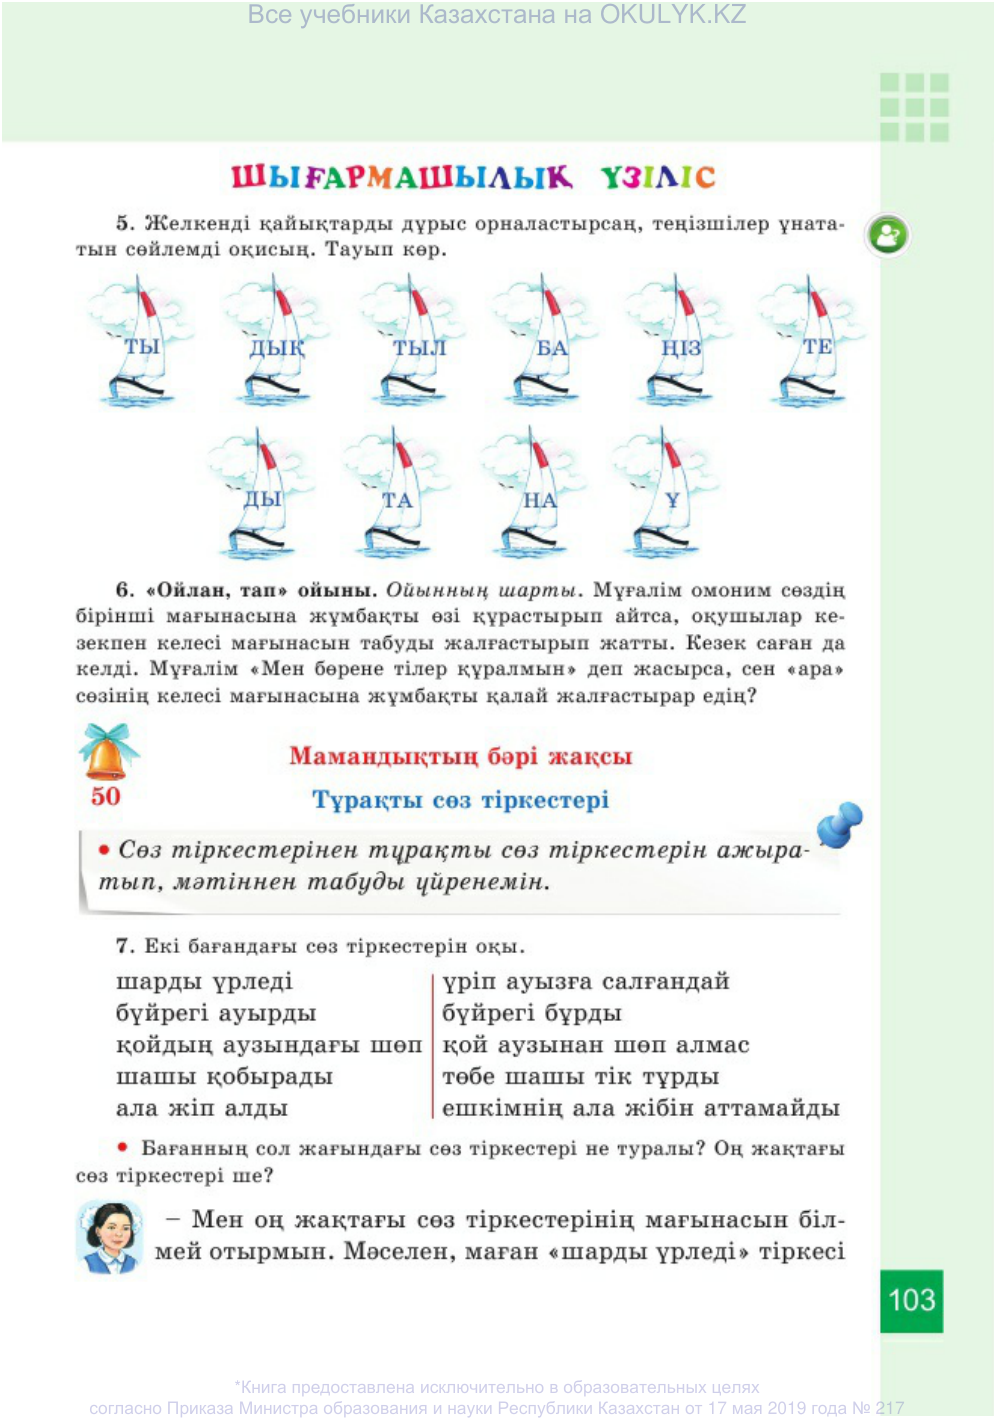 Все учебники Казахстана на OKULYK.KZ
ШЫҒАРМАШЫЛЫҚ ҮЗІЛІС
5. Желкенді қайықтарды дұрыс орналастырсаң, теңізшілер ұната-
тын сөйлемді оқисың. Тауып көр.
ТЫ ДЫҚ ТЫЛ БА ҢІЗ ТЕ
ДЫ ТА НА Ұ
6. «Ойлан, тап» ойыны. Ойынның шарты. Мұғалім омоним сөздің
бірінші мағынасына жұмбақты өзі құрастырып айтса, оқушылар ке-
зекпен келесі мағынасын табуды жалғастырып жатты. Кезек саған да
келді. Мұғалім «Мен бөрене тілер құралмын» деп жасырса, сен «ара»
сөзінің келесі мағынасына жұмбақты қалай жалғастырар едің?
50
Мамандықтың бәрі жақсы
Тұрақты сөз тіркестері
• Сөз тіркестерінен тұрақты сөз тіркестерін ажыра-
тып, мәтіннен табуды үйренемін.
7. Екі бағандағы сөз тіркестерін оқы.
шарды үрледі үріп ауызға салғандай
бүйрегі ауырды бүйрегі бұрды
қойдың аузындағы шөп қой аузынан шөп алмас
шашы қобырады төбе шашы тік тұрды
ала жіп алды ешкімнің ала жібін аттамайды
• Бағанның сол жағындағы сөз тіркестері не туралы? Оң жақтағы
сөз тіркестері ше?
– Мен оң жақтағы сөз тіркестерінің мағынасын біл-
мей отырмын. Мәселен, маған «шарды үрледі» тіркесі
103
*Книга предоставлена исключительно в образовательных целях
согласно Приказа Министра образования и науки Республики Казахстан от 17 мая 2019 года № 217